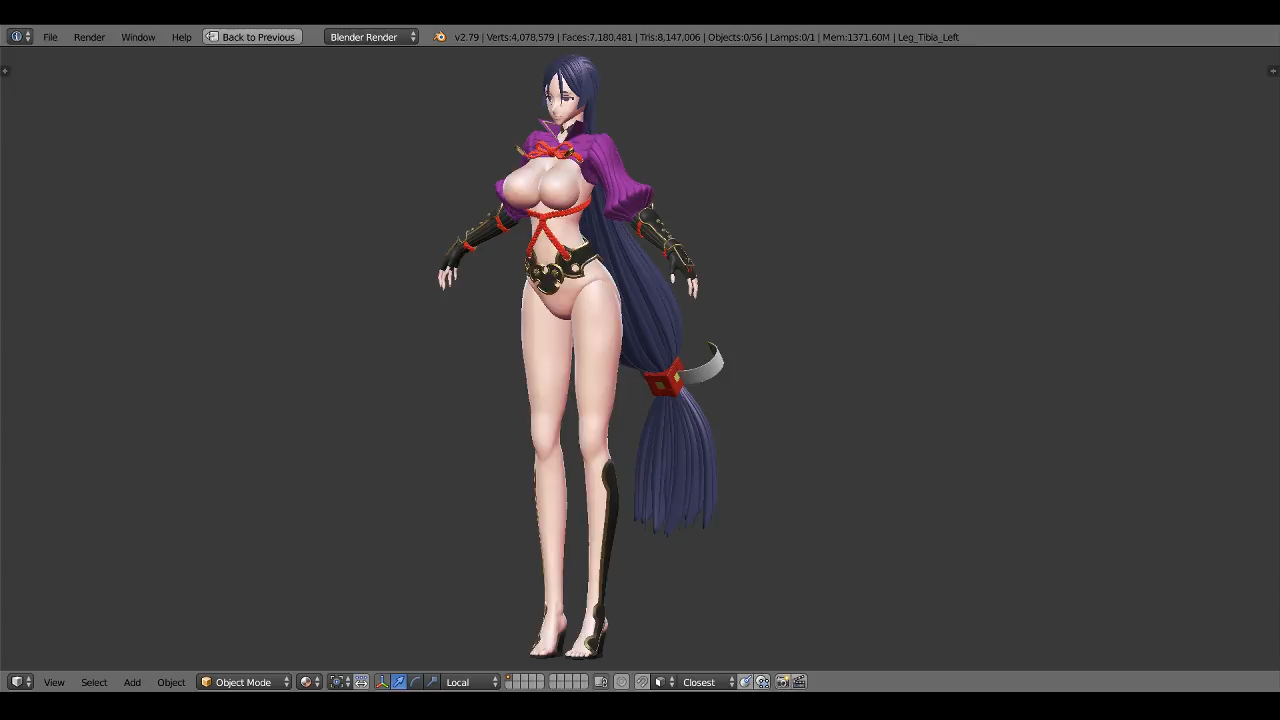 File Render Window Help Back to Previous Blender Render v2.79 | Verts:4,078,579 | Faces:7,180,481 | Tris:8,147,006 | Objects:0/56 | Lamps:0/1 | Mem:1371.60M | Leg_Tibia_Left
View Select Add Object Object Mode Local Closest